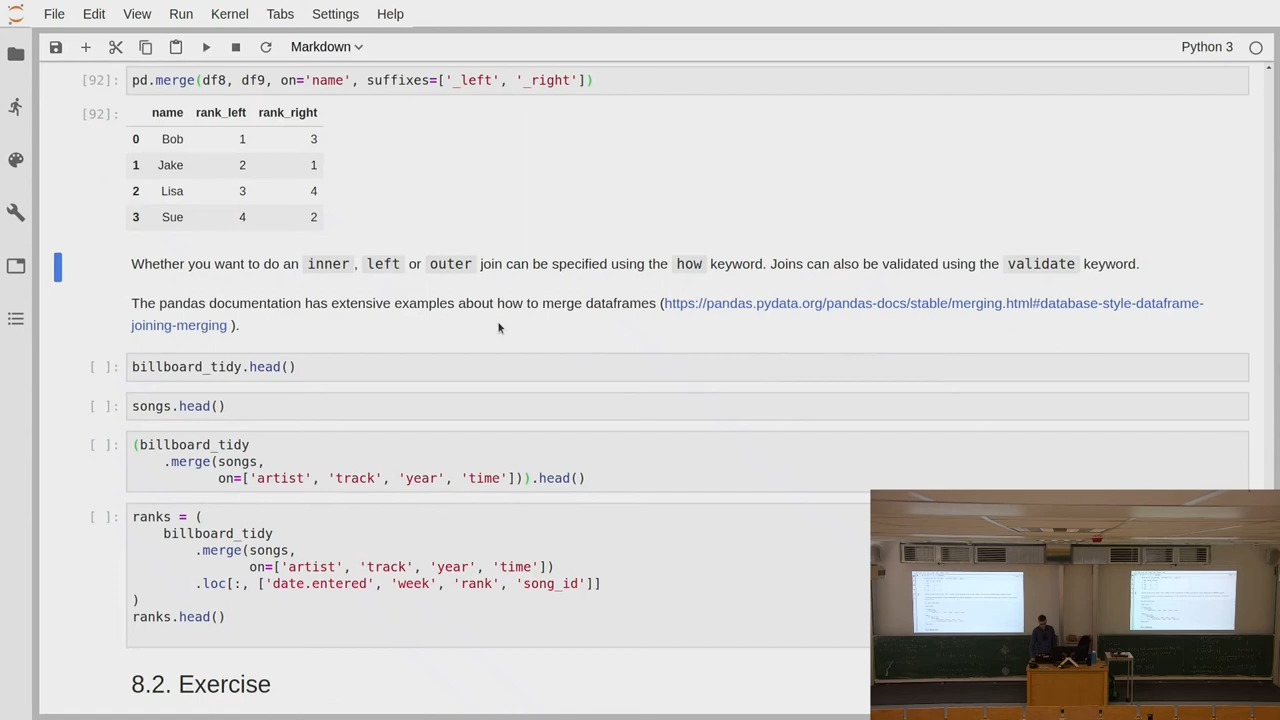 File Edit View Run Kernel Tabs Settings Help
Markdown
Python 3
[92]: pd.merge(df8, df9, on='name', suffixes=['_left', '_right'])
[92]:
name rank_left rank_right
0 Bob 1 3
1 Jake 2 1
2 Lisa 3 4
3 Sue 4 2
Whether you want to do an inner, left or outer join can be specified using the how keyword. Joins can also be validated using the validate keyword.
The pandas documentation has extensive examples about how to merge dataframes (https://pandas.pydata.org/pandas-docs/stable/merging.html#database-style-dataframe-
joining-merging ).
[ ]: billboard_tidy.head()
[ ]: songs.head()
[ ]: (billboard_tidy
.merge(songs,
on=['artist', 'track', 'year', 'time'])).head()
[ ]: ranks = (
billboard_tidy
.merge(songs,
on=['artist', 'track', 'year', 'time'])
.loc[:, ['date.entered', 'week', 'rank', 'song_id']]
)
ranks.head()
8.2. Exercise